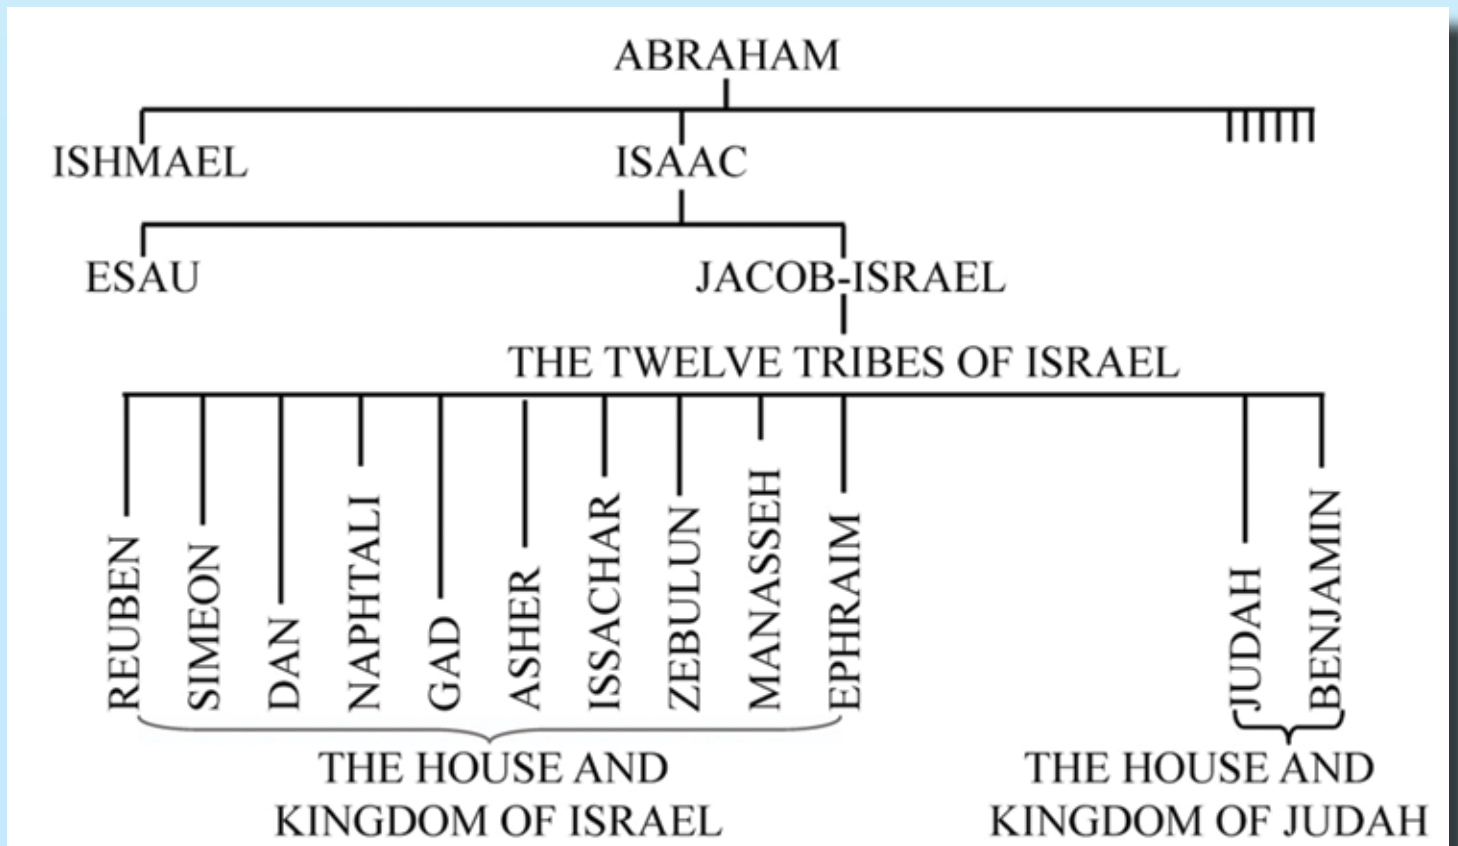 ABRAHAM
ISHMAEL
ISAAC
ESAU
JACOB-ISRAEL
THE TWELVE TRIBES OF ISRAEL
REUBEN
SIMEON
DAN
NAPHTALI
GAD
ASHER
ISSACHAR
ZEBULUN
MANASSEH
EPHRAIM
JUDAH
BENJAMIN
THE HOUSE AND
KINGDOM OF ISRAEL
THE HOUSE AND
KINGDOM OF JUDAH